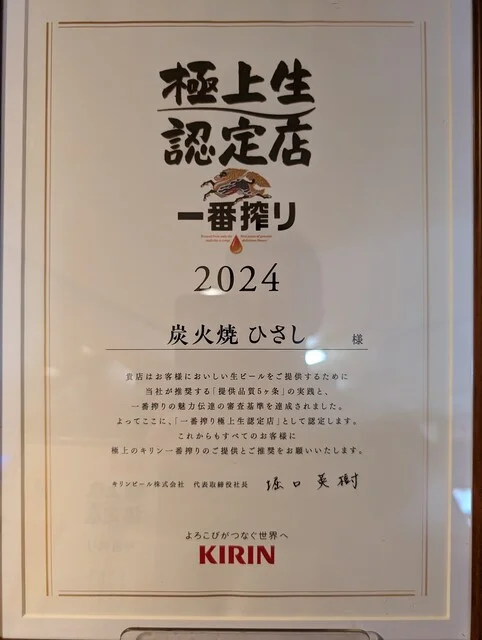 極上生
認定店
一番搾り
2024
炭火焼 ひさし 様
貴店はお客様においしい生ビールをご提供するために
当社が推奨する「提供品質5ヶ条」の実践と、
一番搾りの魅力伝達の審査基準を達成されました。
よってここに、「一番搾り極上生認定店」として認定します。
これからもすべてのお客様に
極上のキリン一番搾りのご提供とご推奨をお願いいたします。
キリンビール株式会社 代表取締役社長 堀口英樹
よろこびがつなぐ世界へ
KIRIN